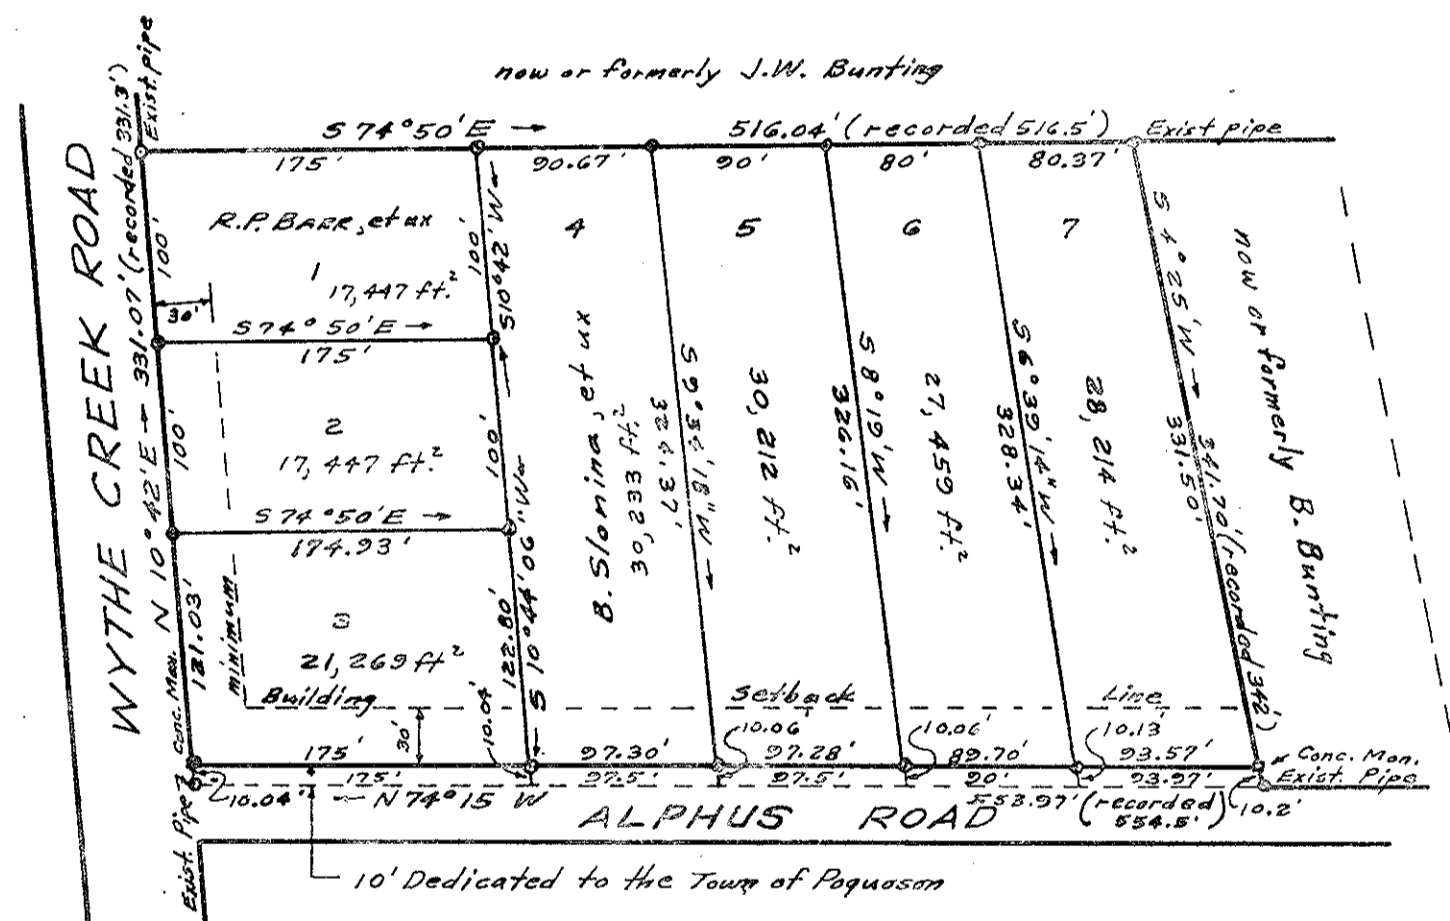 now or formerly J.W. Bunting
S 74°50'E →
516.04' (recorded 516.5')
Exist pipe
Exist. pipe
175'
90.67'
90'
80'
80.37'
WYTHE CREEK ROAD
N 10°42'E → 331.07' (recorded 331.3')
100'
100'
121.03'
R.P. BARR, et ux
1
17,447 ft.²
30'
100'
S10°42'W→
S 74° 50'E →
175'
2
17,447 ft.²
100'
S 74°50'E →
174.93'
3
21,269 ft²
122.80'
S 10°44'06"W→
4
B. Slomina, et ux
30,233 ft²
324.37'
S 9°34'18"W →
5
30,212 ft.²
S 8°19'W →
326.16'
6
27,459 ft.²
S 6°39'14"W →
328.34'
7
28,214 ft.²
S 4°25'W →
331.50'
341.70' (recorded 342')
now or formerly B. Bunting
minimum
Building
Setback
Line
30'
10.04'
10.06'
10.06'
10.13'
Conc. Mon.
175'
97.30'
97.28'
89.70'
93.57'
Conc. Mon.
Exist. Pipe
175'
97.5'
97.5'
90'
93.97'
10.04'
← N 74°15' W
553.97' (recorded 554.5')
10.2'
Exist. Pipe
ALPHUS ROAD
10' Dedicated to the Town of Poquoson